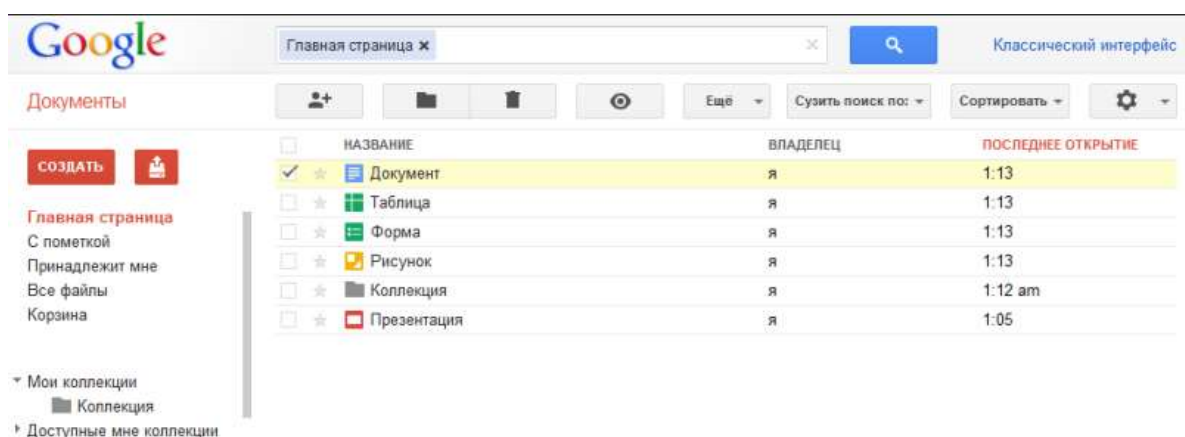 Google
Главная страница ×
×
Классический интерфейс
Документы
Ещё
Сузить поиск по:
Сортировать
СОЗДАТЬ
НАЗВАНИЕ ВЛАДЕЛЕЦ ПОСЛЕДНЕЕ ОТКРЫТИЕ
Документ я 1:13
Таблица я 1:13
Форма я 1:13
Рисунок я 1:13
Коллекция я 1:12 am
Презентация я 1:05
Главная страница
С пометкой
Принадлежит мне
Все файлы
Корзина
Мои коллекции
Коллекция
Доступные мне коллекции